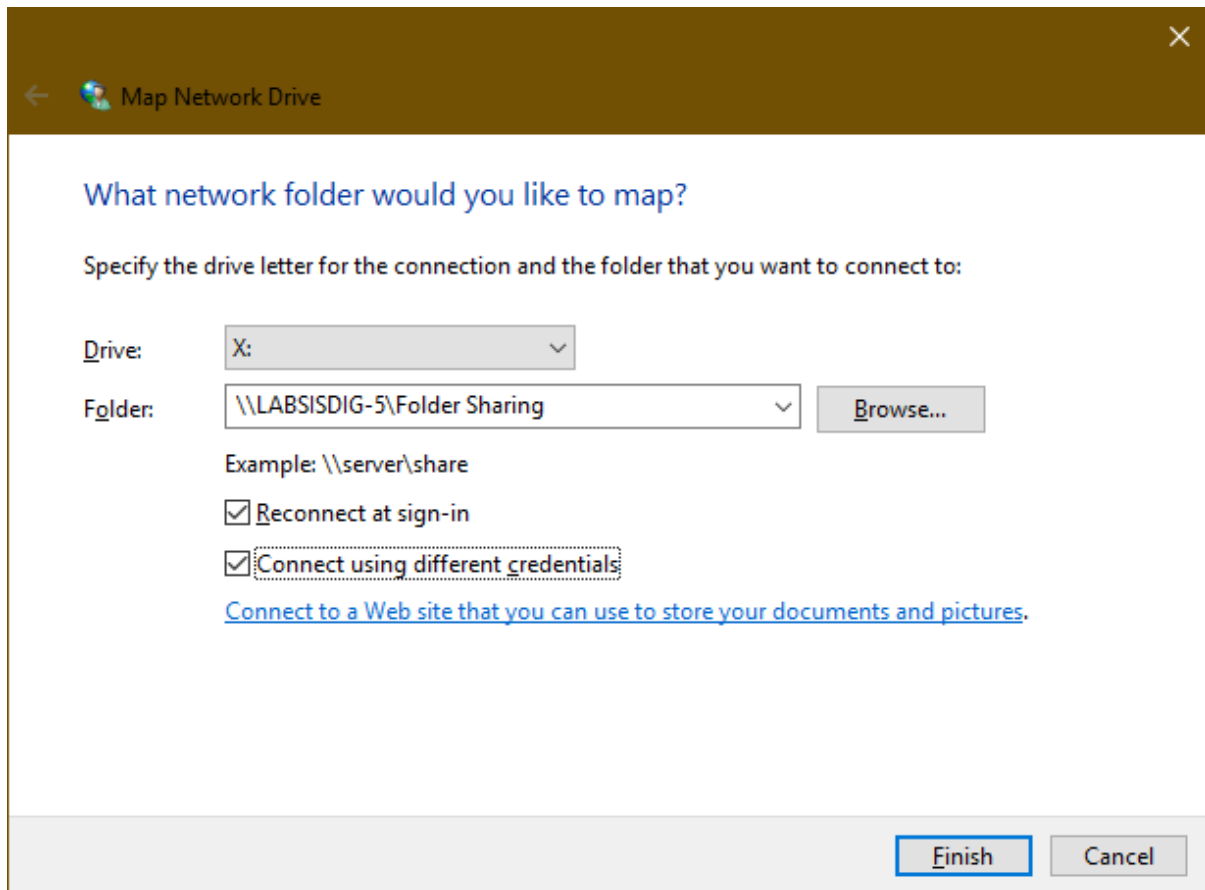 Map Network Drive
What network folder would you like to map?
Specify the drive letter for the connection and the folder that you want to connect to:
Drive: X:
Folder: \\LABSISDIG-5\Folder Sharing Browse...
Example: \\server\share
Reconnect at sign-in
Connect using different credentials
Connect to a Web site that you can use to store your documents and pictures.
Finish Cancel